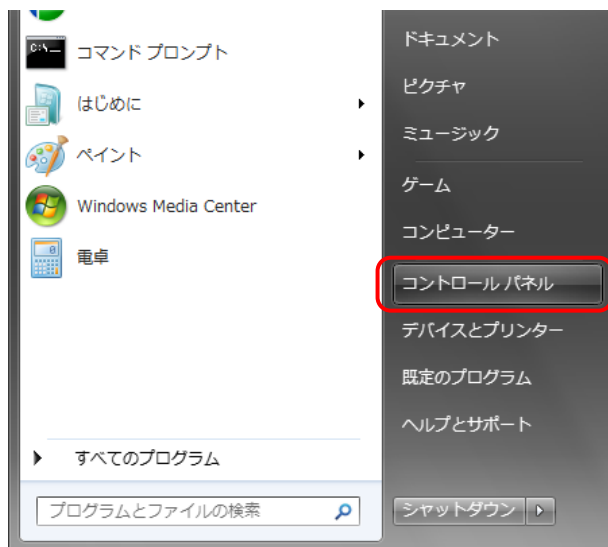 コマンド プロンプト
はじめに
ペイント
Windows Media Center
電卓
すべてのプログラム
プログラムとファイルの検索
ドキュメント
ピクチャ
ミュージック
ゲーム
コンピューター
コントロール パネル
デバイスとプリンター
既定のプログラム
ヘルプとサポート
シャットダウン